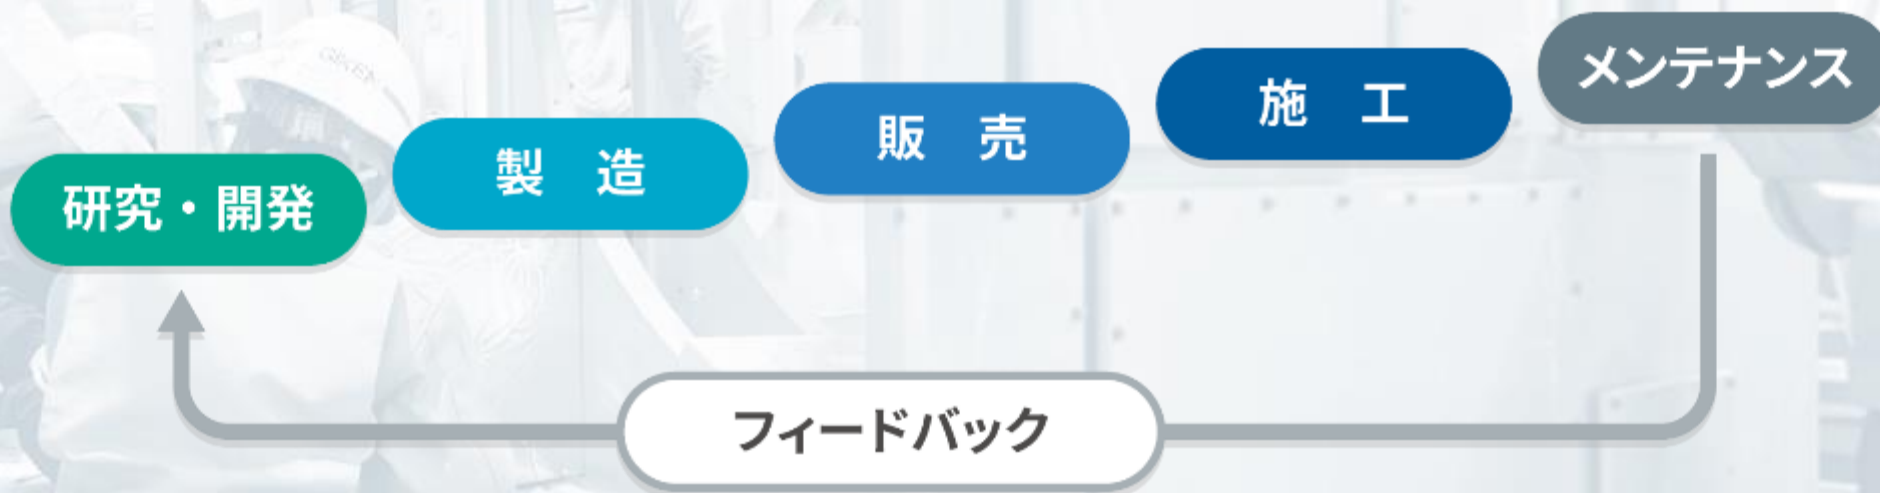 研究・開発
製　造
販　売
施　工
メンテナンス
フィードバック